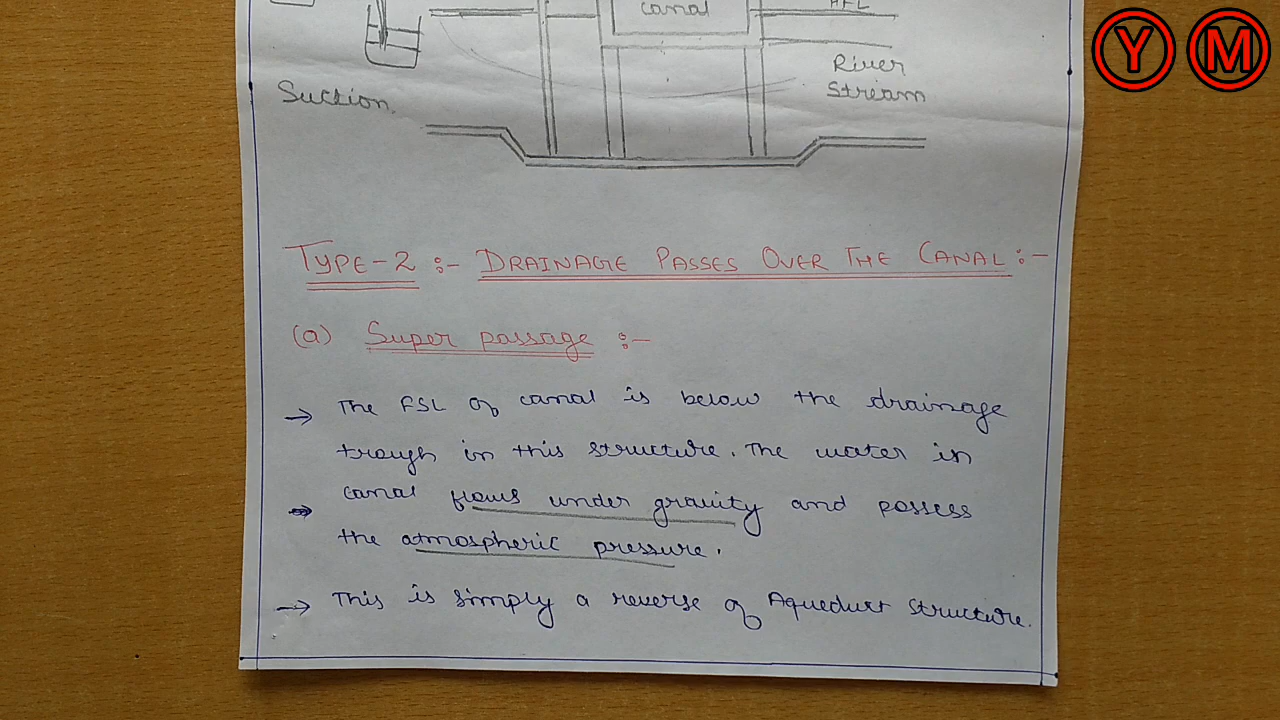 Y M
canal
HFL
River
Stream
Suction.
TYPE-2 :- DRAINAGE PASSES OVER THE CANAL :-
(a) Super passage :-
→ The FSL of canal is below the drainage
trough in this structure. The water in
→ canal flows under gravity and possess
the atmospheric pressure.
→ This is simply a reverse of Aqueduct Structure.